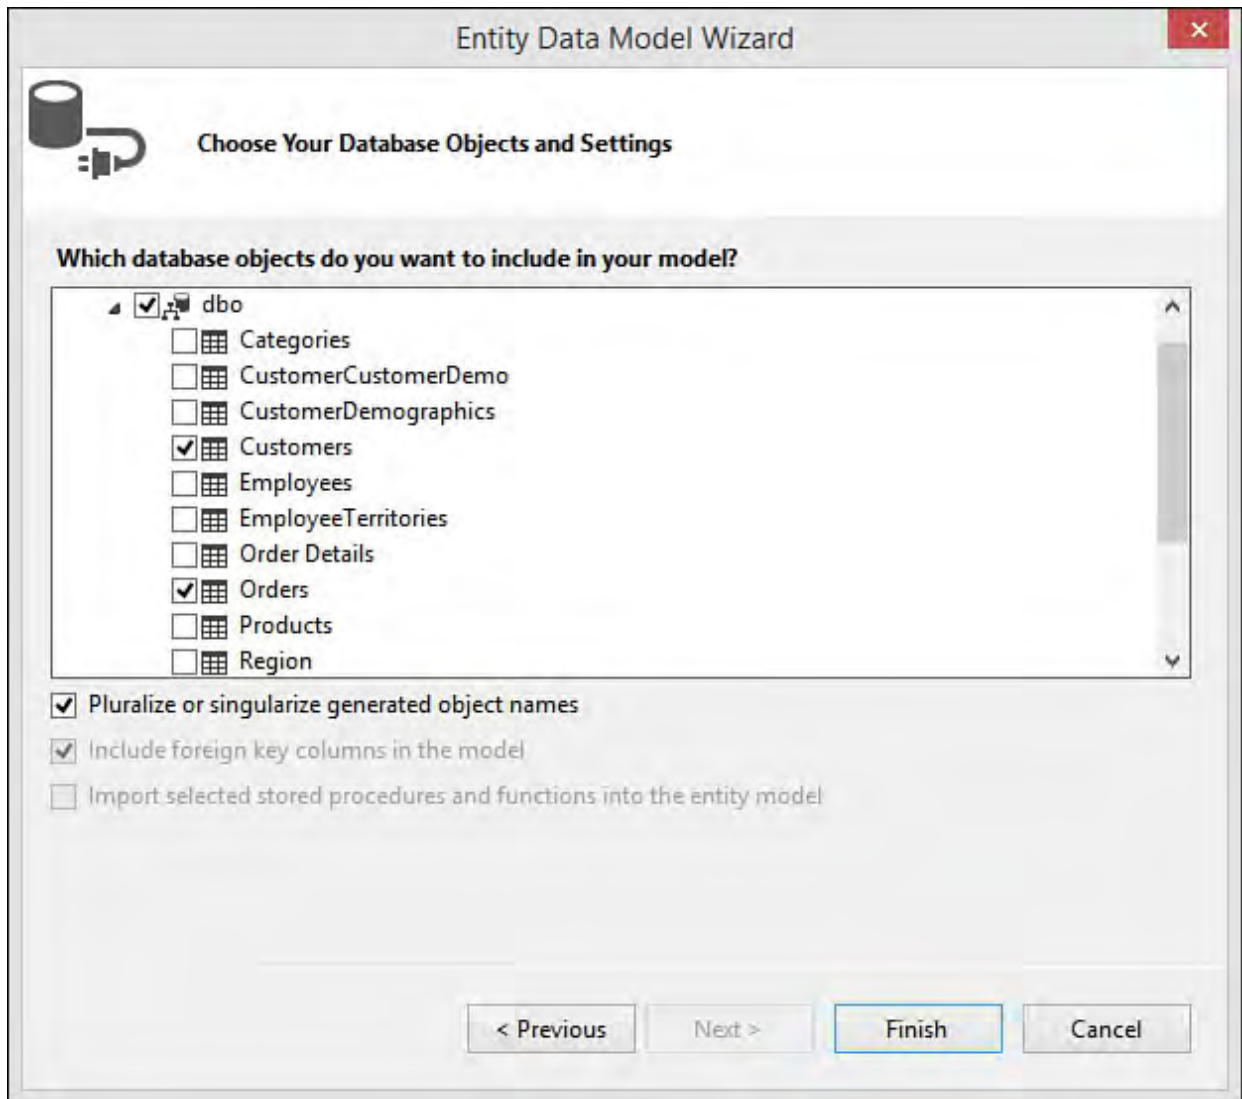 Entity Data Model Wizard
Choose Your Database Objects and Settings
Which database objects do you want to include in your model?
dbo
Categories
CustomerCustomerDemo
CustomerDemographics
Customers
Employees
EmployeeTerritories
Order Details
Orders
Products
Region
Pluralize or singularize generated object names
Include foreign key columns in the model
Import selected stored procedures and functions into the entity model
< Previous Next > Finish Cancel